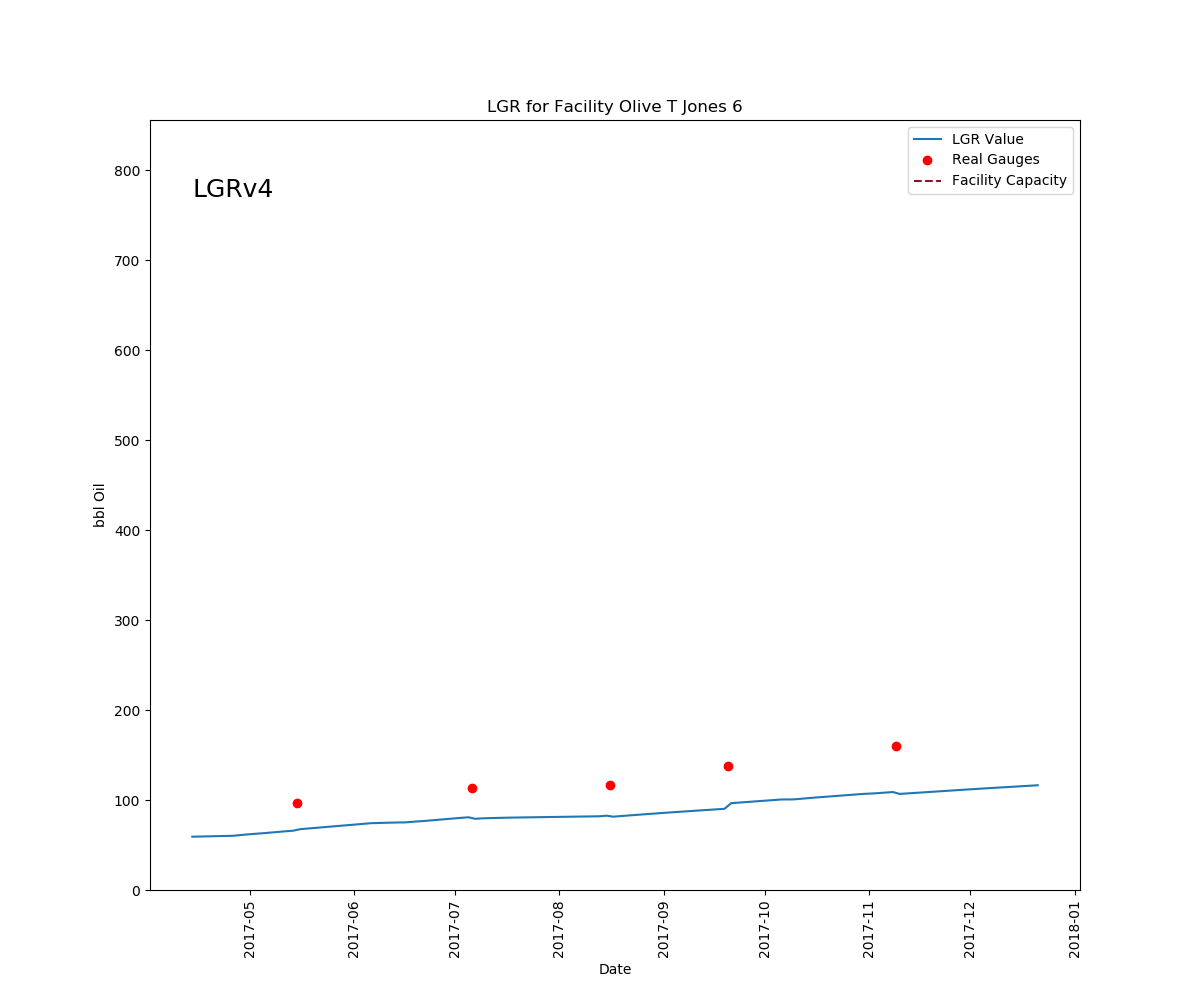 LGR for Facility Olive T Jones 6
LGRv4
LGR Value
Real Gauges
Facility Capacity
800
700
600
500
400
300
200
100
0
bbl Oil
2017-05
2017-06
2017-07
2017-08
2017-09
2017-10
2017-11
2017-12
2018-01
Date